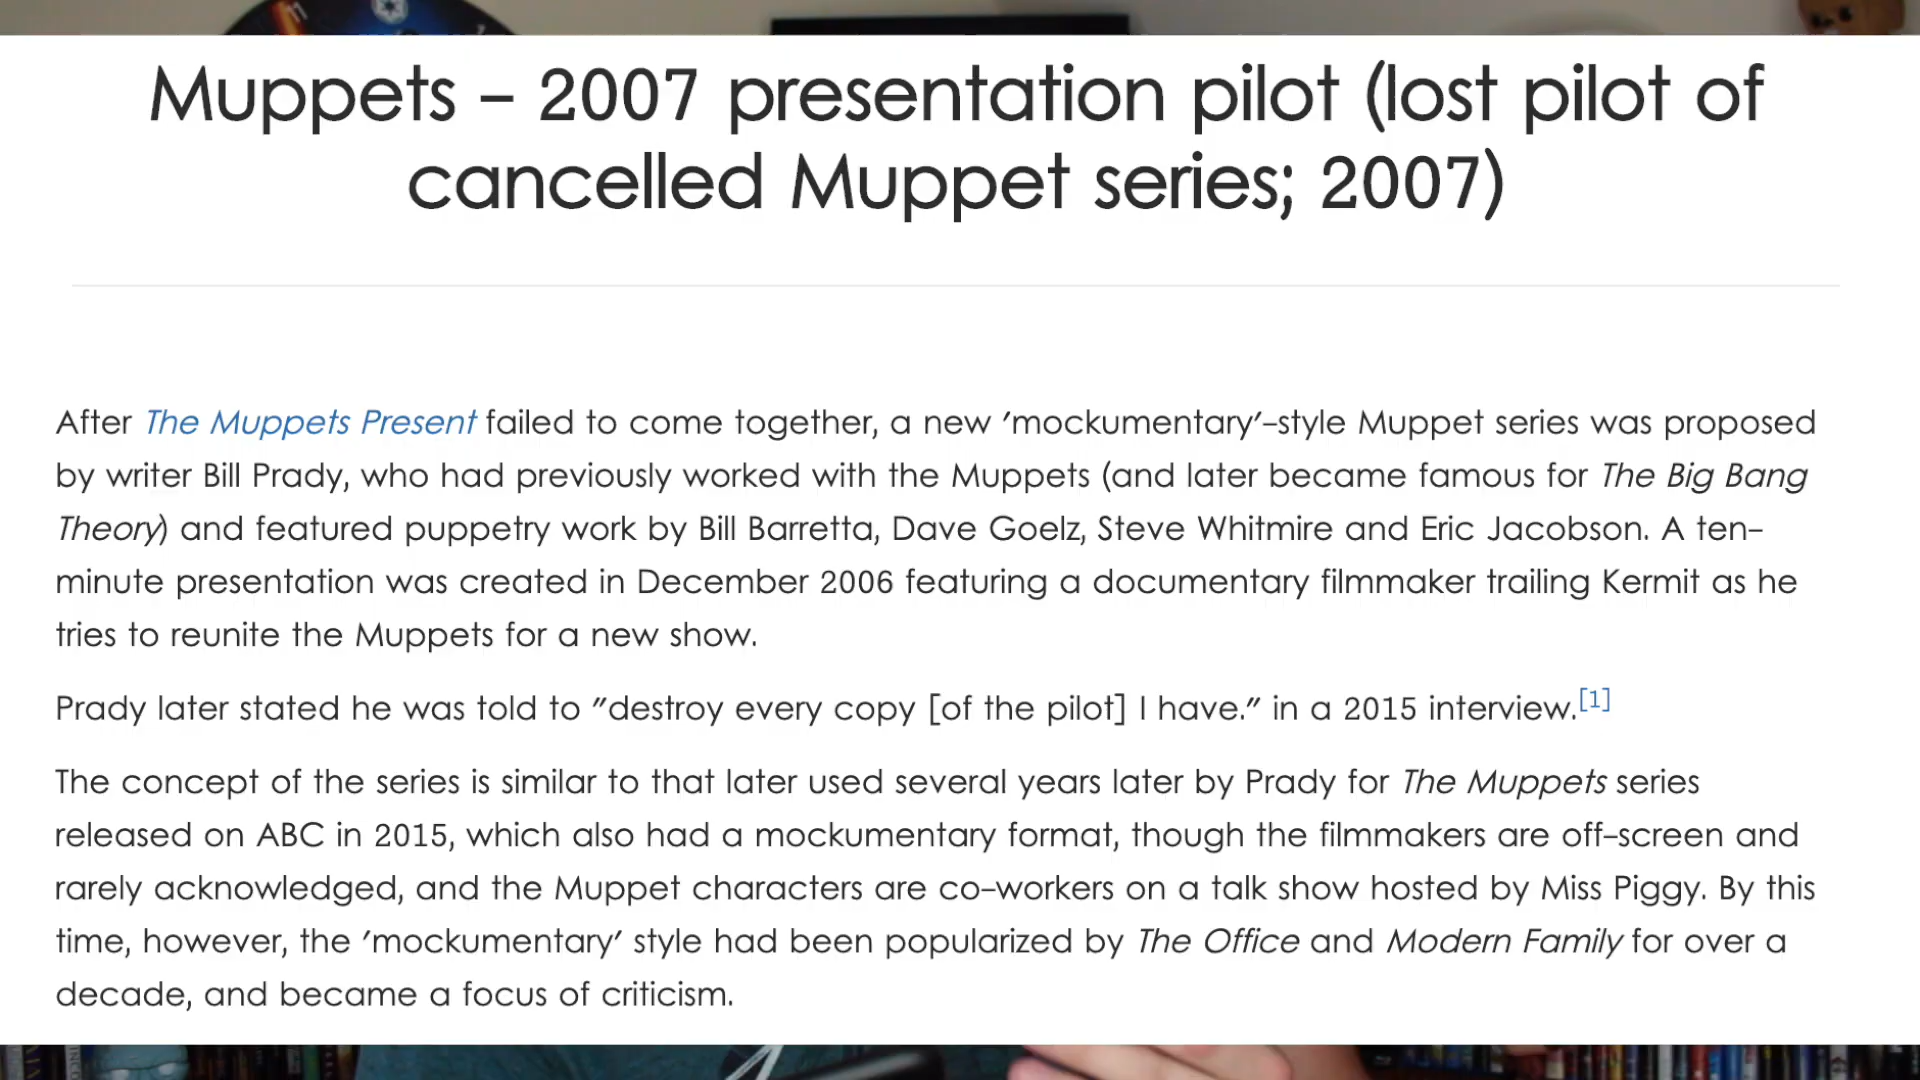 Muppets – 2007 presentation pilot (lost pilot of
cancelled Muppet series; 2007)
After The Muppets Present failed to come together, a new 'mockumentary'-style Muppet series was proposed
by writer Bill Prady, who had previously worked with the Muppets (and later became famous for The Big Bang
Theory) and featured puppetry work by Bill Barretta, Dave Goelz, Steve Whitmire and Eric Jacobson. A ten-
minute presentation was created in December 2006 featuring a documentary filmmaker trailing Kermit as he
tries to reunite the Muppets for a new show.
Prady later stated he was told to "destroy every copy [of the pilot] I have." in a 2015 interview.[1]
The concept of the series is similar to that later used several years later by Prady for The Muppets series
released on ABC in 2015, which also had a mockumentary format, though the filmmakers are off-screen and
rarely acknowledged, and the Muppet characters are co-workers on a talk show hosted by Miss Piggy. By this
time, however, the 'mockumentary' style had been popularized by The Office and Modern Family for over a
decade, and became a focus of criticism.